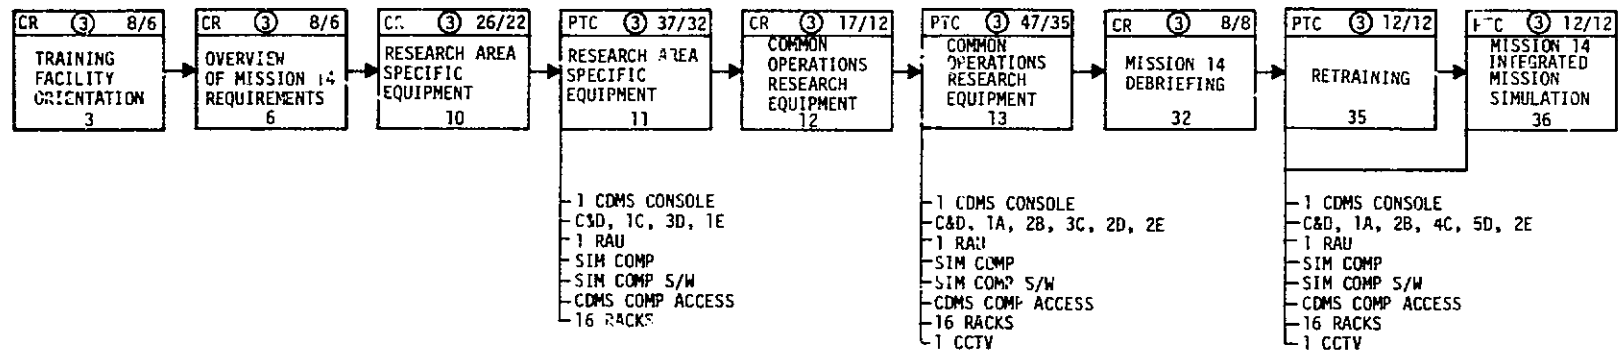 CR ③ 8/6
TRAINING
FACILITY
ORIENTATION
3
CR ③ 8/6
OVERVIEW
OF MISSION 14
REQUIREMENTS
6
CR ③ 26/22
RESEARCH AREA
SPECIFIC
EQUIPMENT
10
PTC ③ 37/32
RESEARCH AREA
SPECIFIC
EQUIPMENT
11
CR ③ 17/12
COMMON
OPERATIONS
RESEARCH
EQUIPMENT
12
PTC ③ 47/35
COMMON
OPERATIONS
RESEARCH
EQUIPMENT
13
CR ③ 8/8
MISSION 14
DEBRIEFING
32
PTC ③ 12/12
RETRAINING
35
PTC ③ 12/12
MISSION 14
INTEGRATED
MISSION
SIMULATION
36
1 CDMS CONSOLE
C&D, 1C, 3D, 1E
1 RAU
SIM COMP
SIM COMP S/W
CDMS COMP ACCESS
16 RACKS
1 CDMS CONSOLE
C&D, 1A, 2B, 3C, 2D, 2E
1 RAU
SIM COMP
SIM COMP S/W
CDMS COMP ACCESS
16 RACKS
1 CCTV
1 CDMS CONSOLE
C&D, 1A, 2B, 4C, 5D, 2E
1 RAU
SIM COMP
SIM COMP S/W
CDMS COMP ACCESS
16 RACKS
1 CCTV